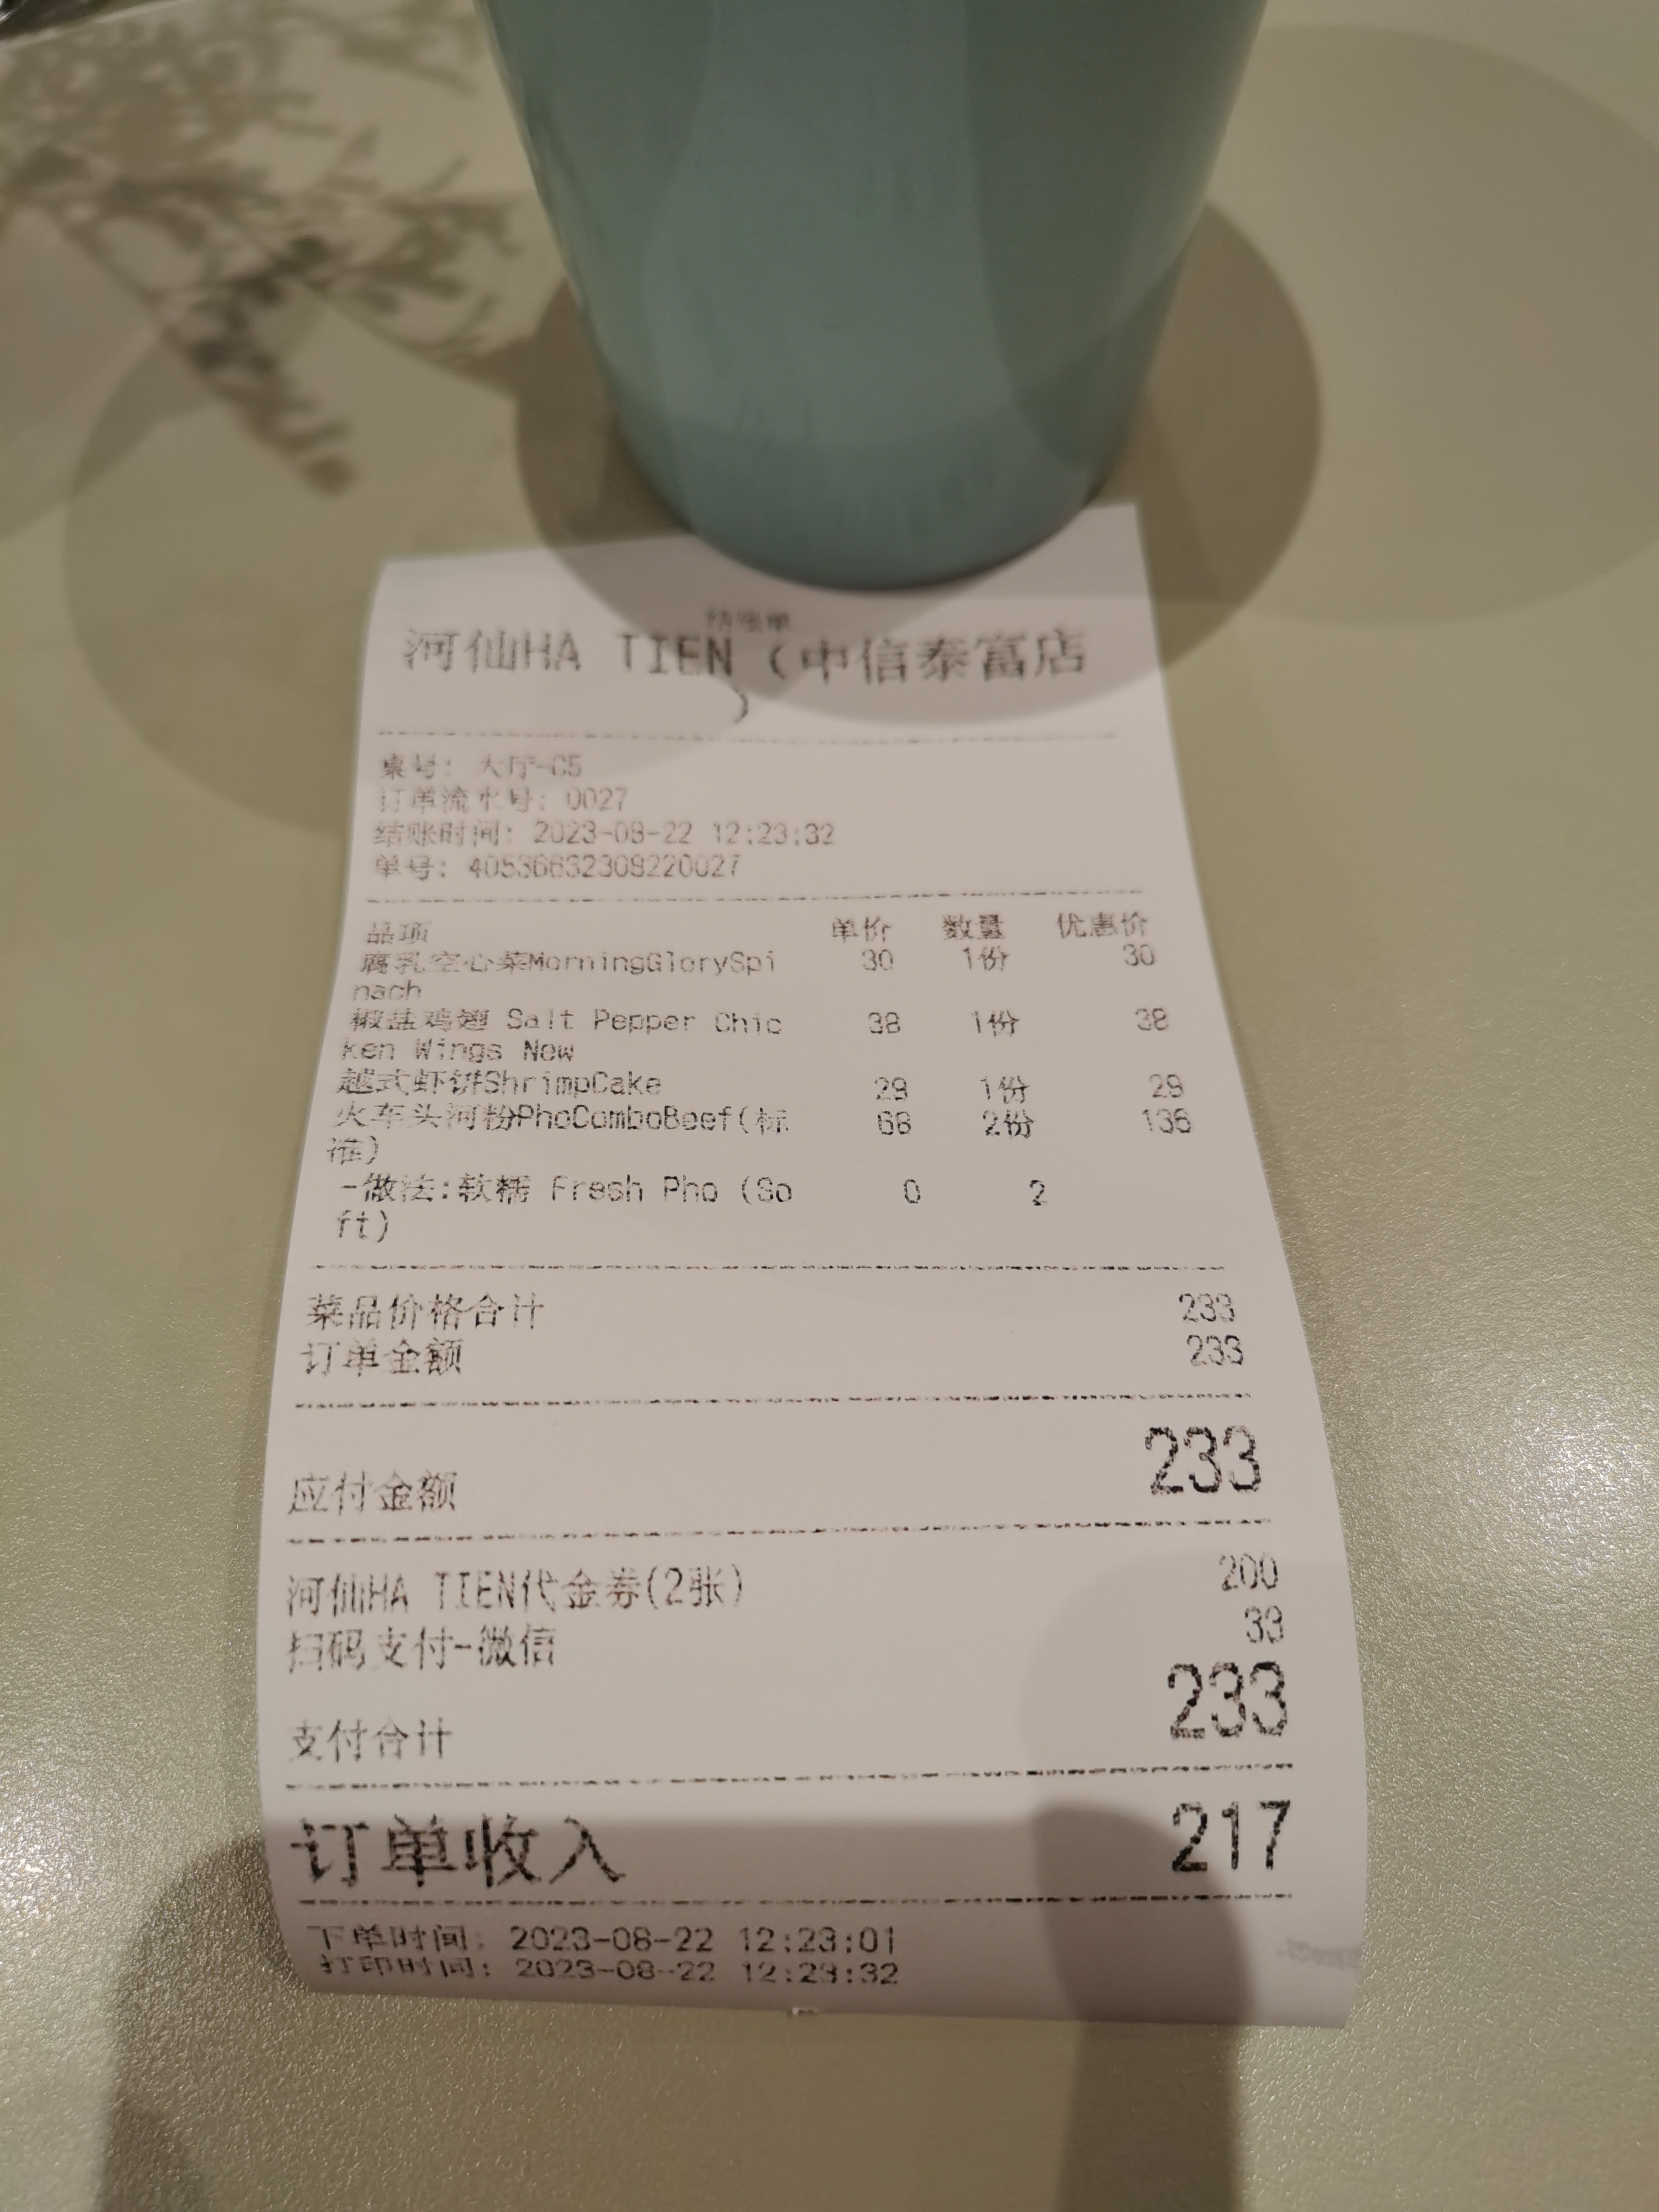 结账单
河仙HA TIEN (中信泰富店
)
桌号: 大厅-C5
订单流水号: 0027
结账时间: 2023-08-22 12:23:32
单号: 40536632308220027
品项 单价 数量 优惠价
腐乳空心菜MorningGlorySpi 30 1份 30
nach
椒盐鸡翅 Salt Pepper Chic 38 1份 38
ken Wings New
越式虾饼ShrimpCake 29 1份 29
火车头河粉PhoComboBeef(标 68 2份 136
准)
-做法:软糯 Fresh Pho (So 0 2
ft)
菜品价格合计 233
订单金额 233
应付金额 233
河仙HA TIEN代金券(2张) 200
扫码支付-微信 33
支付合计 233
订单收入 217
下单时间: 2023-08-22 12:23:01
打印时间: 2023-08-22 12:23:32